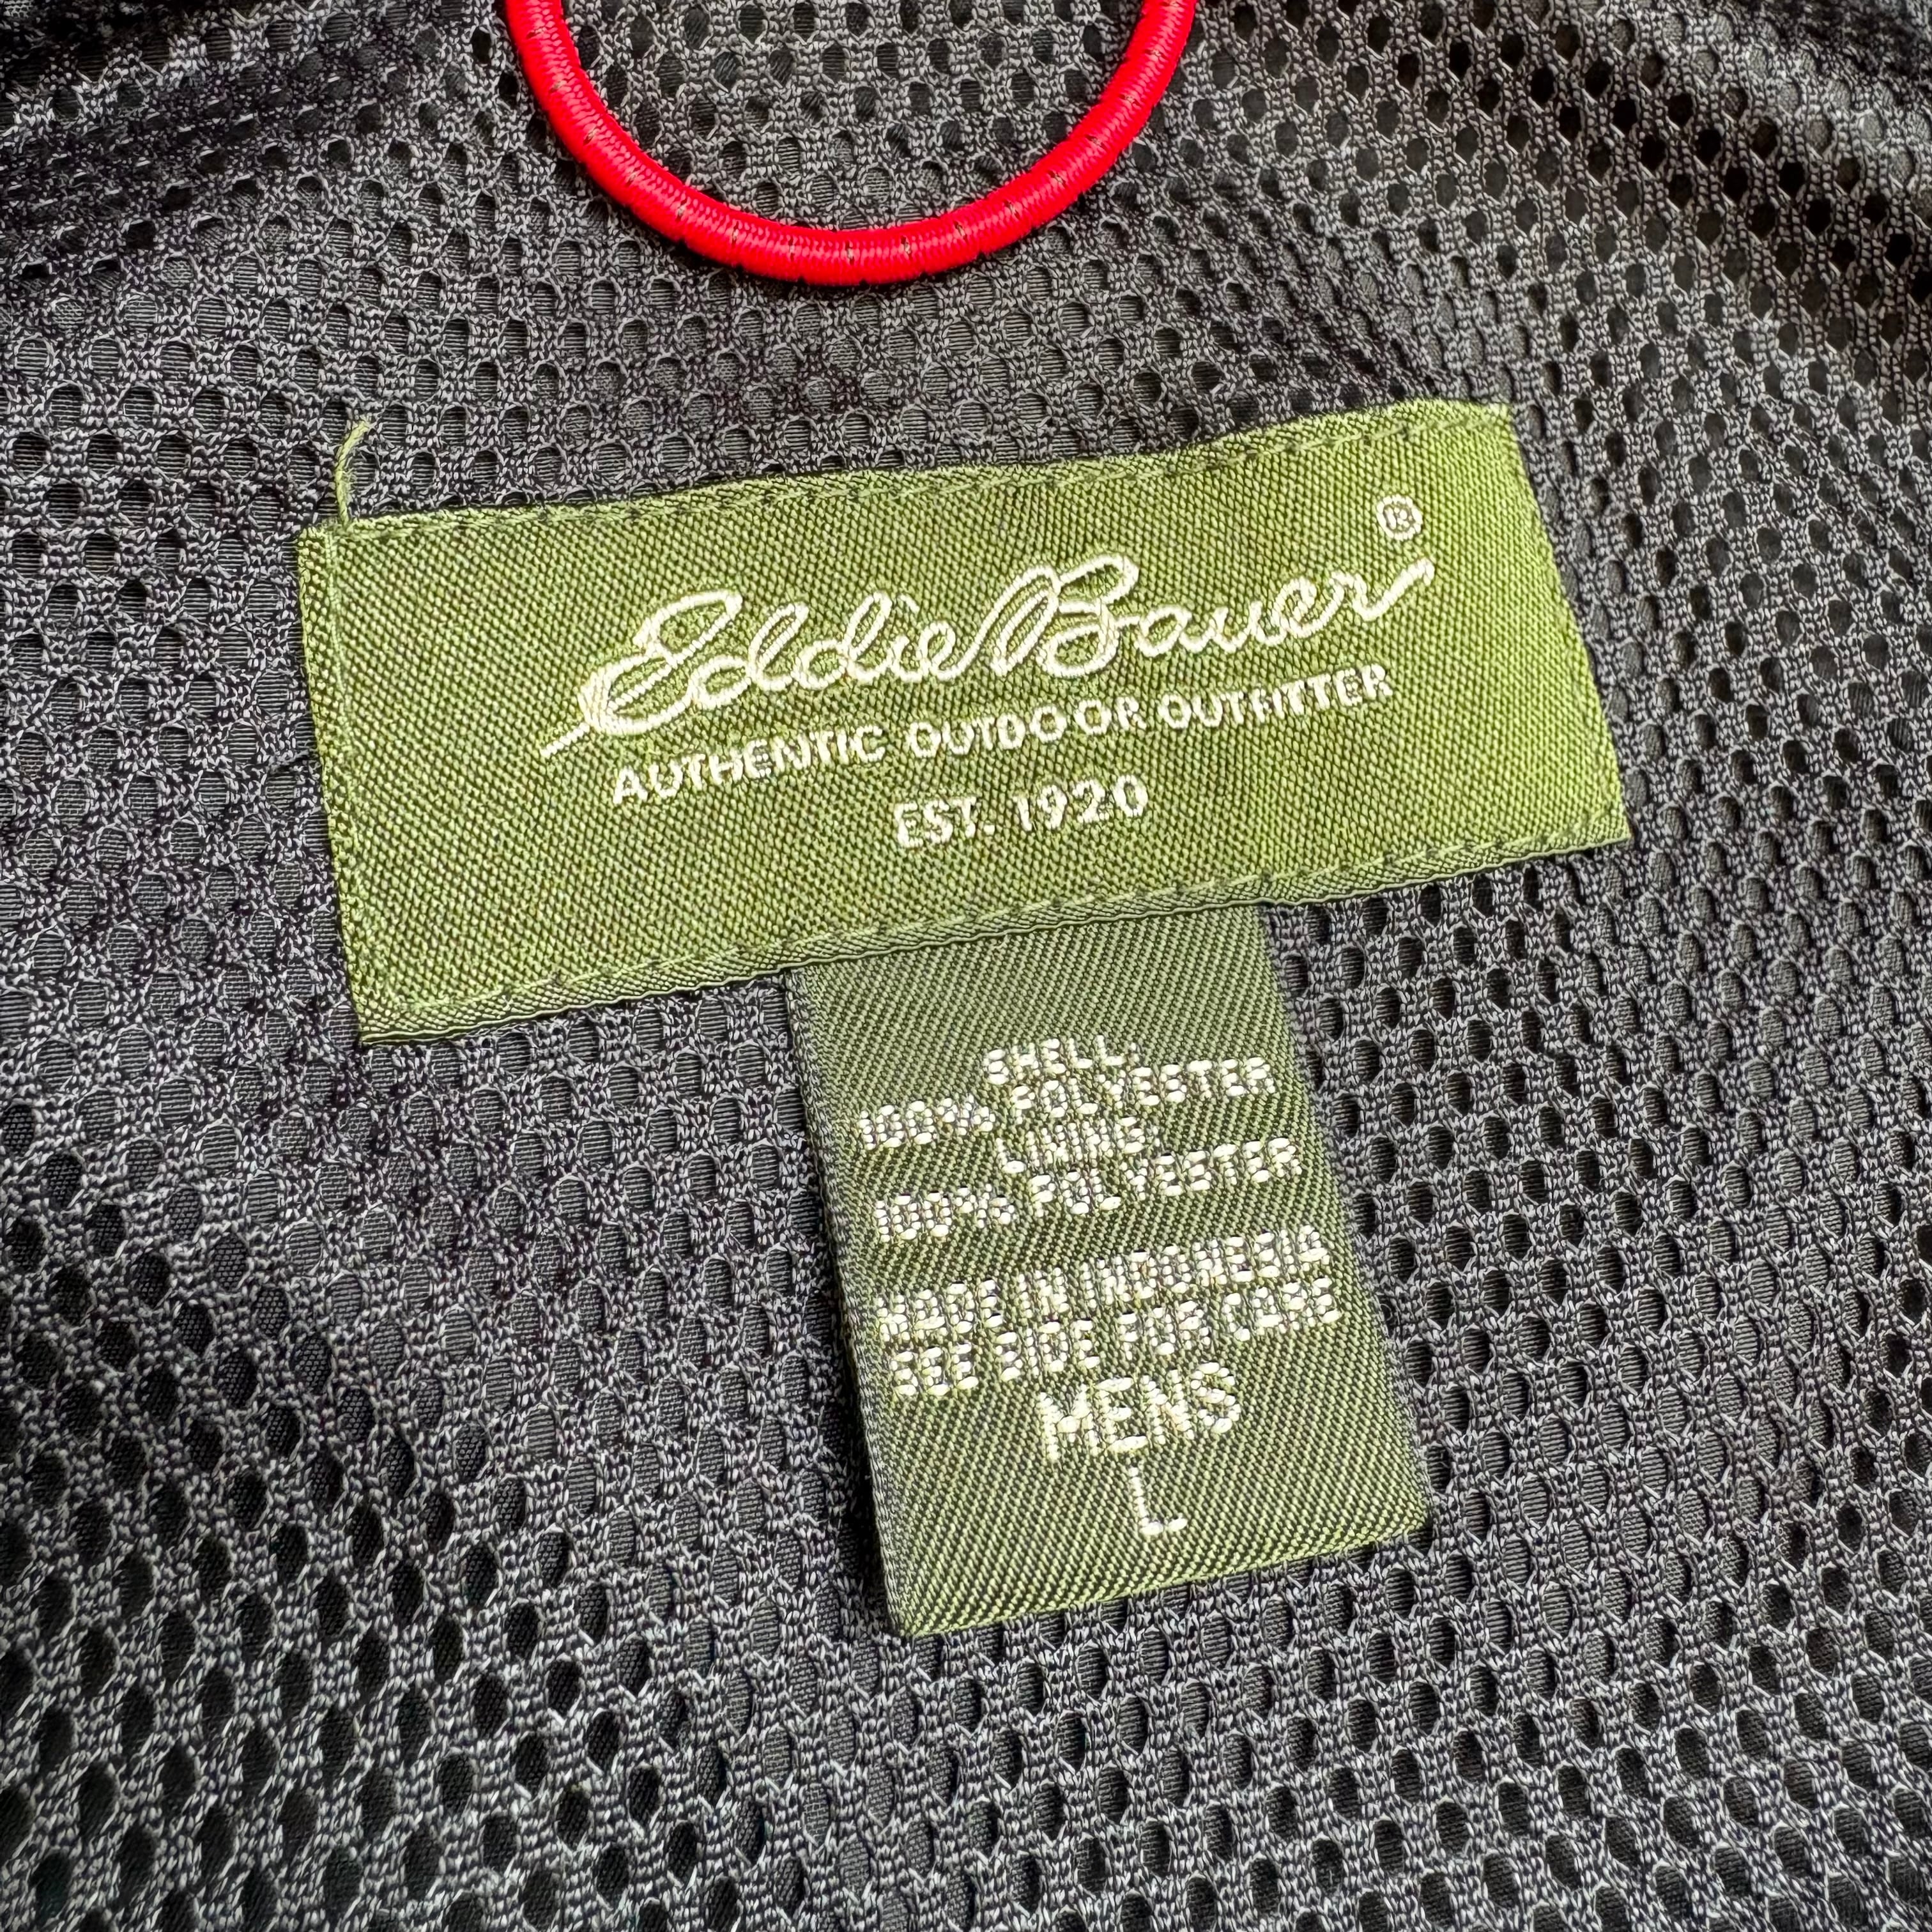 Eddie Bauer®
AUTHENTIC OUTDOOR OUTFITTER
EST. 1920
SHELL:
100% POLYESTER
LINING:
100% POLYESTER
MADE IN INDONESIA
SEE SIDE FOR CARE
MENS
L